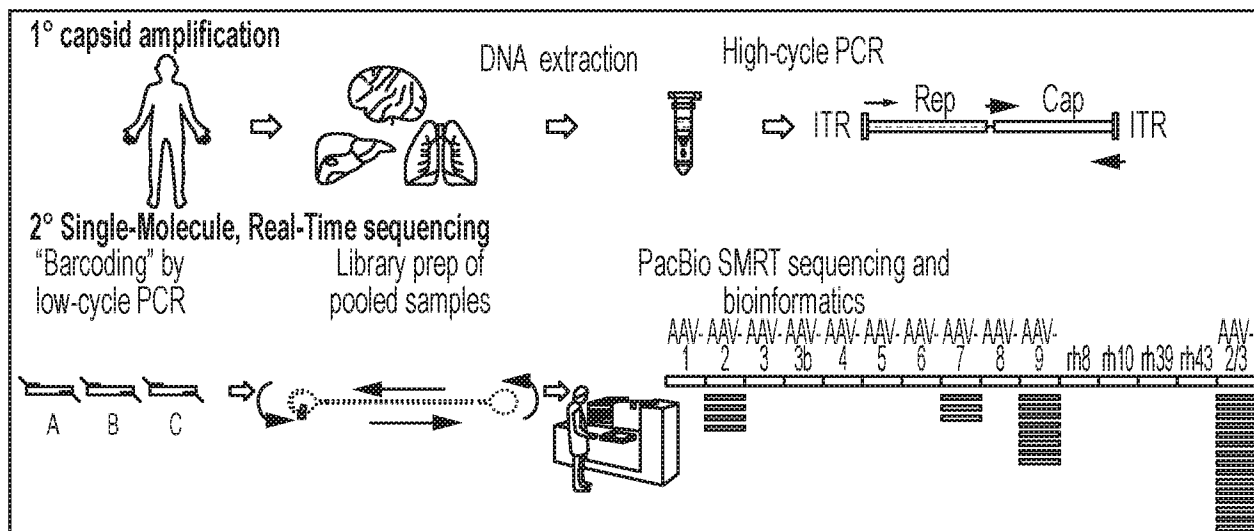 1° capsid amplification
DNA extraction
High-cycle PCR
Rep
Cap
ITR
ITR
2° Single-Molecule, Real-Time sequencing
"Barcoding" by
low-cycle PCR
Library prep of
pooled samples
PacBio SMRT sequencing and
bioinformatics
AAV- AAV- AAV- AAV- AAV- AAV- AAV- AAV- AAV- AAV- AAV-
1 2 3 3b 4 5 6 7 8 9 rh8 rh10 rh39 rh43 2/3
A B C